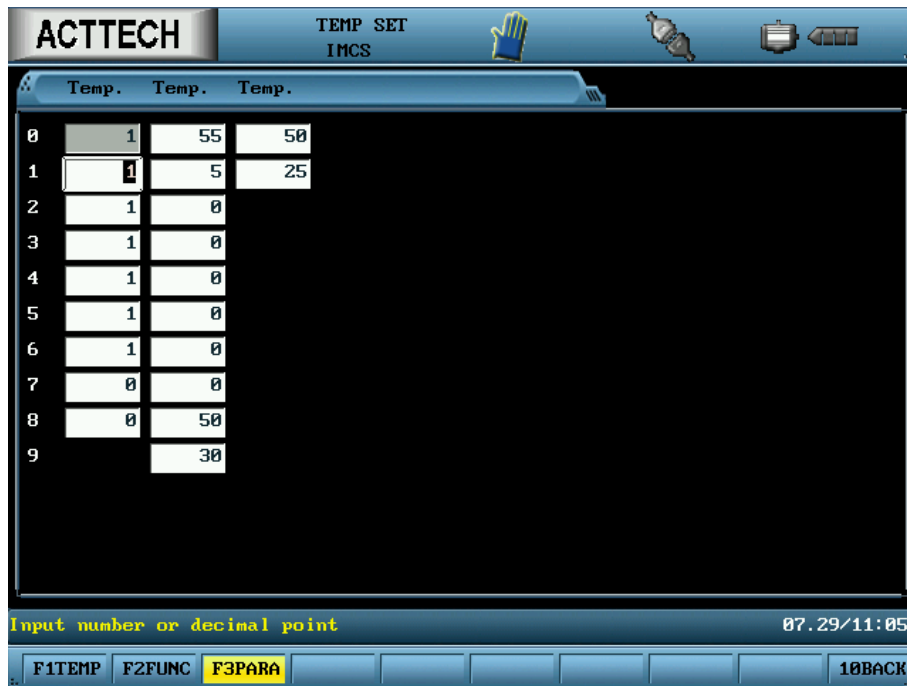 ACTTECH
TEMP SET
IMCS
Temp. Temp. Temp.
0 1 55 50
1 1 5 25
2 1 0
3 1 0
4 1 0
5 1 0
6 1 0
7 0 0
8 0 50
9 30
Input number or decimal point 07.29/11:05
F1TEMP F2FUNC F3PARA 10BACK